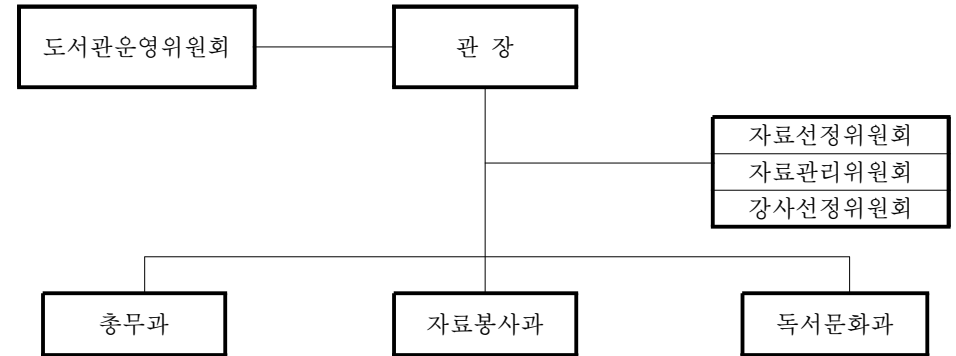 도서관운영위원회
관 장
자료선정위원회
자료관리위원회
강사선정위원회
총무과
자료봉사과
독서문화과